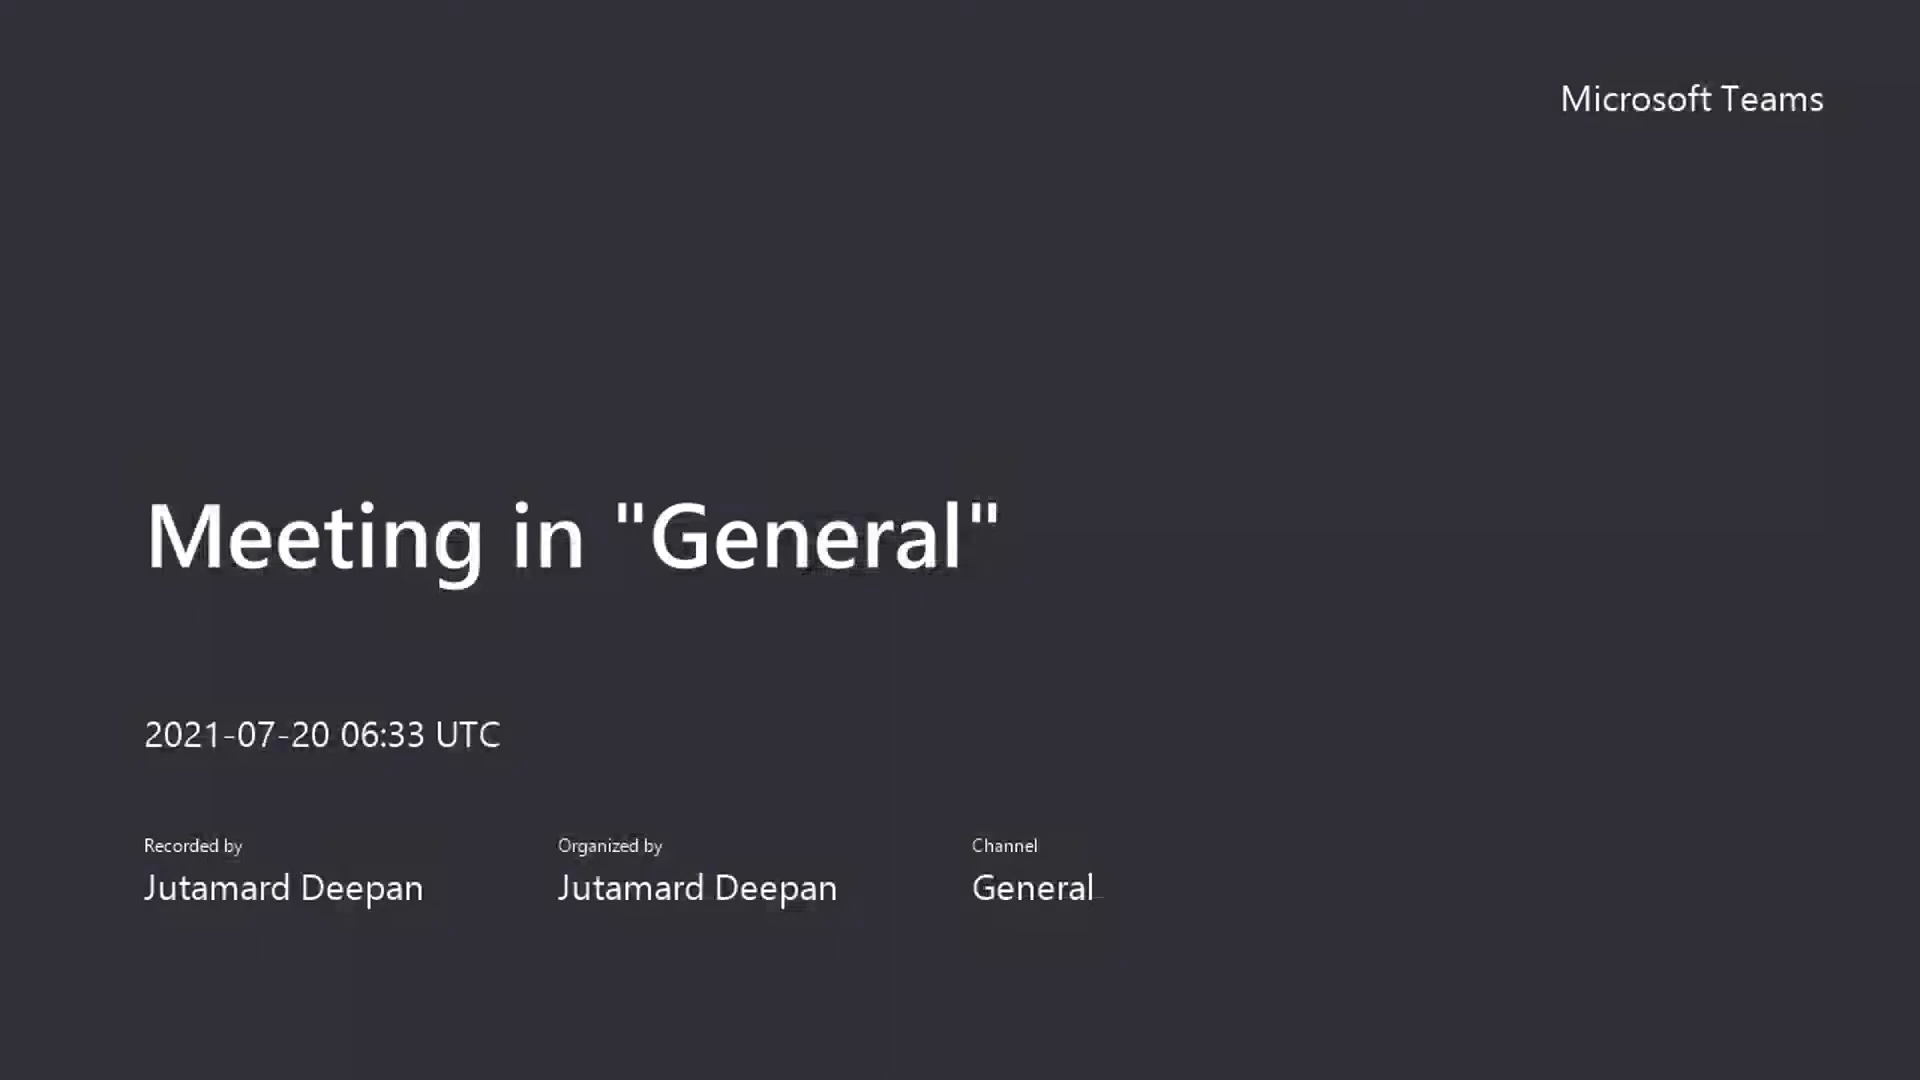 Microsoft Teams
Meeting in "General"
2021-07-20 06:33 UTC
Recorded by
Jutamard Deepan
Organized by
Jutamard Deepan
Channel
General